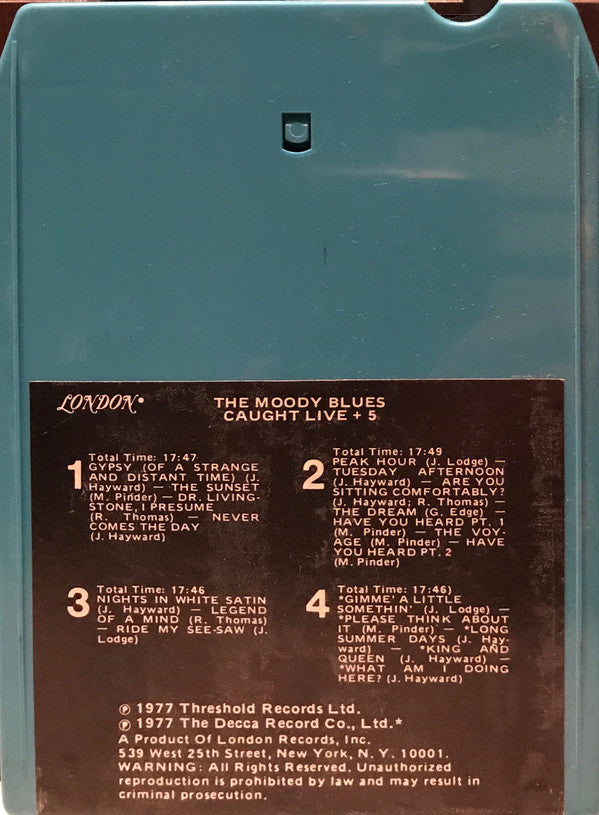 LONDON®
THE MOODY BLUES
CAUGHT LIVE + 5
1
Total Time: 17:47
GYPSY (OF A STRANGE
AND DISTANT TIME) (J.
Hayward) — THE SUNSET
(M. Pinder) — DR. LIVING-
STONE, I PRESUME
(R. Thomas) — NEVER
COMES THE DAY
(J. Hayward)
2
Total Time: 17:49
PEAK HOUR (J. Lodge) —
TUESDAY AFTERNOON
(J. Hayward) — ARE YOU
SITTING COMFORTABLY?
(J. Hayward; R. Thomas) —
THE DREAM (G. Edge) —
HAVE YOU HEARD PT. 1
(M. Pinder) — THE VOY-
AGE (M. Pinder) — HAVE
YOU HEARD PT. 2
(M. Pinder)
3
Total Time: 17:46
NIGHTS IN WHITE SATIN
(J. Hayward) — LEGEND
OF A MIND (R. Thomas)
— RIDE MY SEE-SAW (J.
Lodge)
4
Total Time: 17:46)
*GIMME' A LITTLE
SOMETHIN' (J. Lodge) —
*PLEASE THINK ABOUT
IT (M. Pinder) — *LONG
SUMMER DAYS (J. Hay-
ward) — *KING AND
QUEEN (J. Hayward) —
*WHAT AM I DOING
HERE? (J. Hayward)
℗ 1977 Threshold Records Ltd.
℗ 1977 The Decca Record Co., Ltd.*
A Product Of London Records, Inc.
539 West 25th Street, New York, N. Y. 10001.
WARNING: All Rights Reserved. Unauthorized
reproduction is prohibited by law and may result in
criminal prosecution.